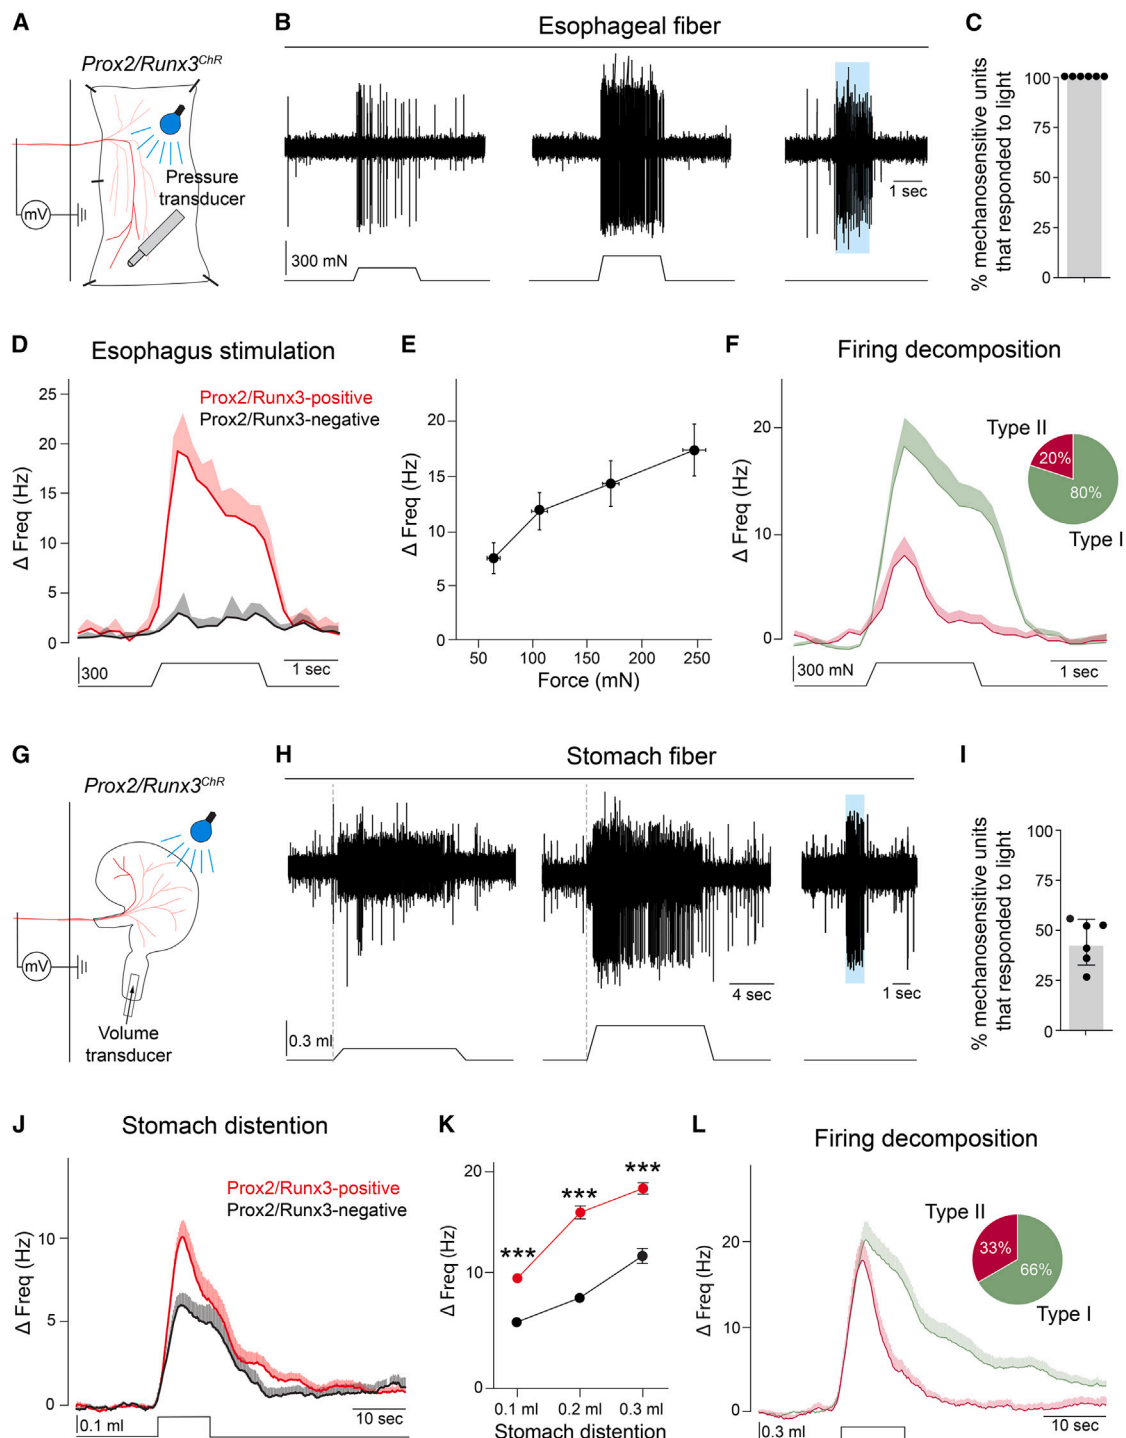 A
Prox2/Runx3ChR
Pressure
transducer
mV
B
Esophageal fiber
1 sec
300 mN
C
% mechanosensitive units
that responded to light
100
75
50
25
0
D
Esophagus stimulation
Prox2/Runx3-positive
Prox2/Runx3-negative
Δ Freq (Hz)
25
20
15
10
5
0
300
1 sec
E
Δ Freq (Hz)
20
15
10
5
0
50 100 150 200 250
Force (mN)
F
Firing decomposition
Δ Freq (Hz)
20
10
0
Type II
20%
80%
Type I
300 mN
1 sec
G
Prox2/Runx3ChR
mV
Volume
transducer
H
Stomach fiber
4 sec
1 sec
0.3 ml
I
% mechanosensitive units
that responded to light
100
75
50
25
0
J
Stomach distention
Prox2/Runx3-positive
Prox2/Runx3-negative
Δ Freq (Hz)
10
5
0
0.1 ml
10 sec
K
Δ Freq (Hz)
20
10
0
***
***
***
0.1 ml 0.2 ml 0.3 ml
Stomach distention
L
Firing decomposition
Δ Freq (Hz)
20
10
0
Type II
33%
66%
Type I
0.3 ml
10 sec